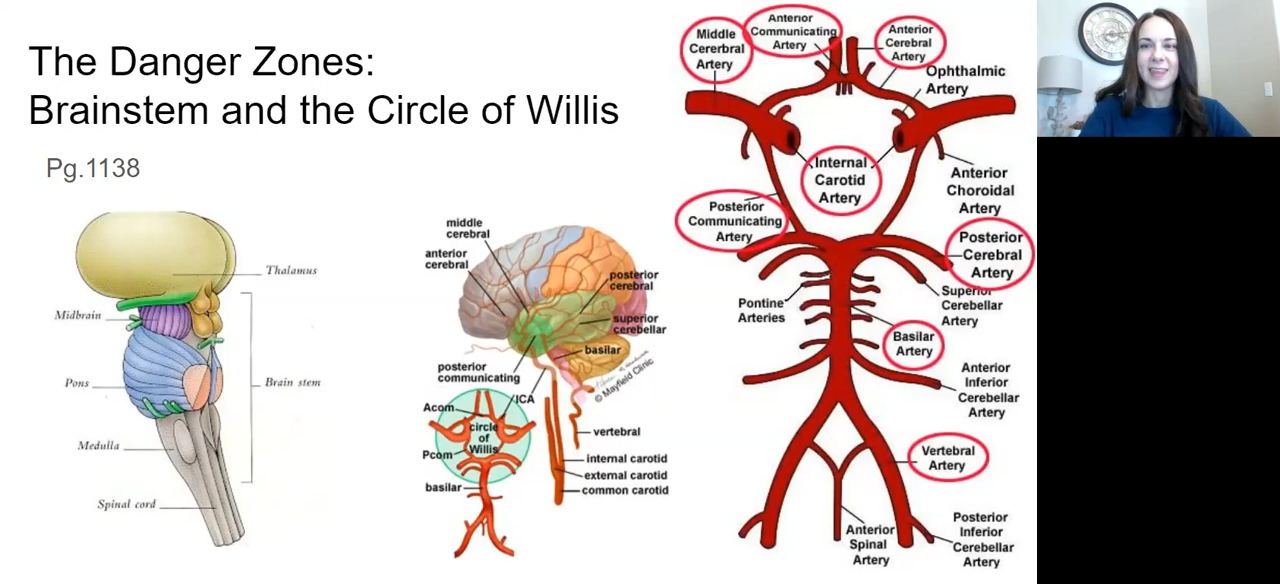 The Danger Zones:
Brainstem and the Circle of Willis
Pg.1138
Thalamus
Midbrain
Pons
Brain stem
Medulla
Spinal cord
middle
cerebral
anterior
cerebral
posterior
cerebral
superior
cerebellar
basilar
© Mayfield Clinic
posterior
communicating
ICA
Acom
circle
of
Willis
Pcom
basilar
vertebral
internal carotid
external carotid
common carotid
Middle
Cererbral
Artery
Antenor
Communicating
Artery
Anterior
Cerebral
Artery
Ophthalmic
Artery
Internal
Carotid
Artery
Anterior
Choroidal
Artery
Posterior
Communicating
Artery
Posterior
Cerebral
Artery
Superior
Cerebellar
Artery
Pontine
Arteries
Basilar
Artery
Anterior
Inferior
Cerebellar
Artery
Vertebral
Artery
Anterior
Spinal
Artery
Posterior
Inferior
Cerebellar
Artery